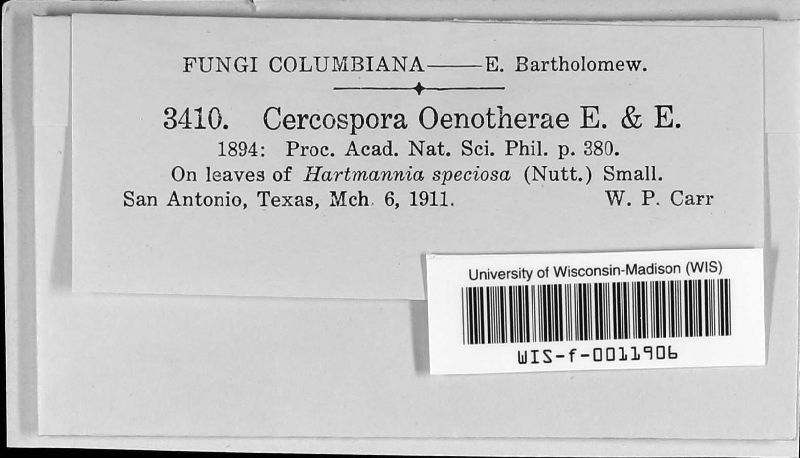 FUNGI COLUMBIANA——E. Bartholomew.
3410. Cercospora Oenotherae E. & E.
1894: Proc. Acad. Nat. Sci. Phil. p. 380.
On leaves of Hartmannia speciosa (Nutt.) Small.
San Antonio, Texas, Mch. 6, 1911. W. P. Carr
University of Wisconsin-Madison (WIS)
WIS-f-0011906